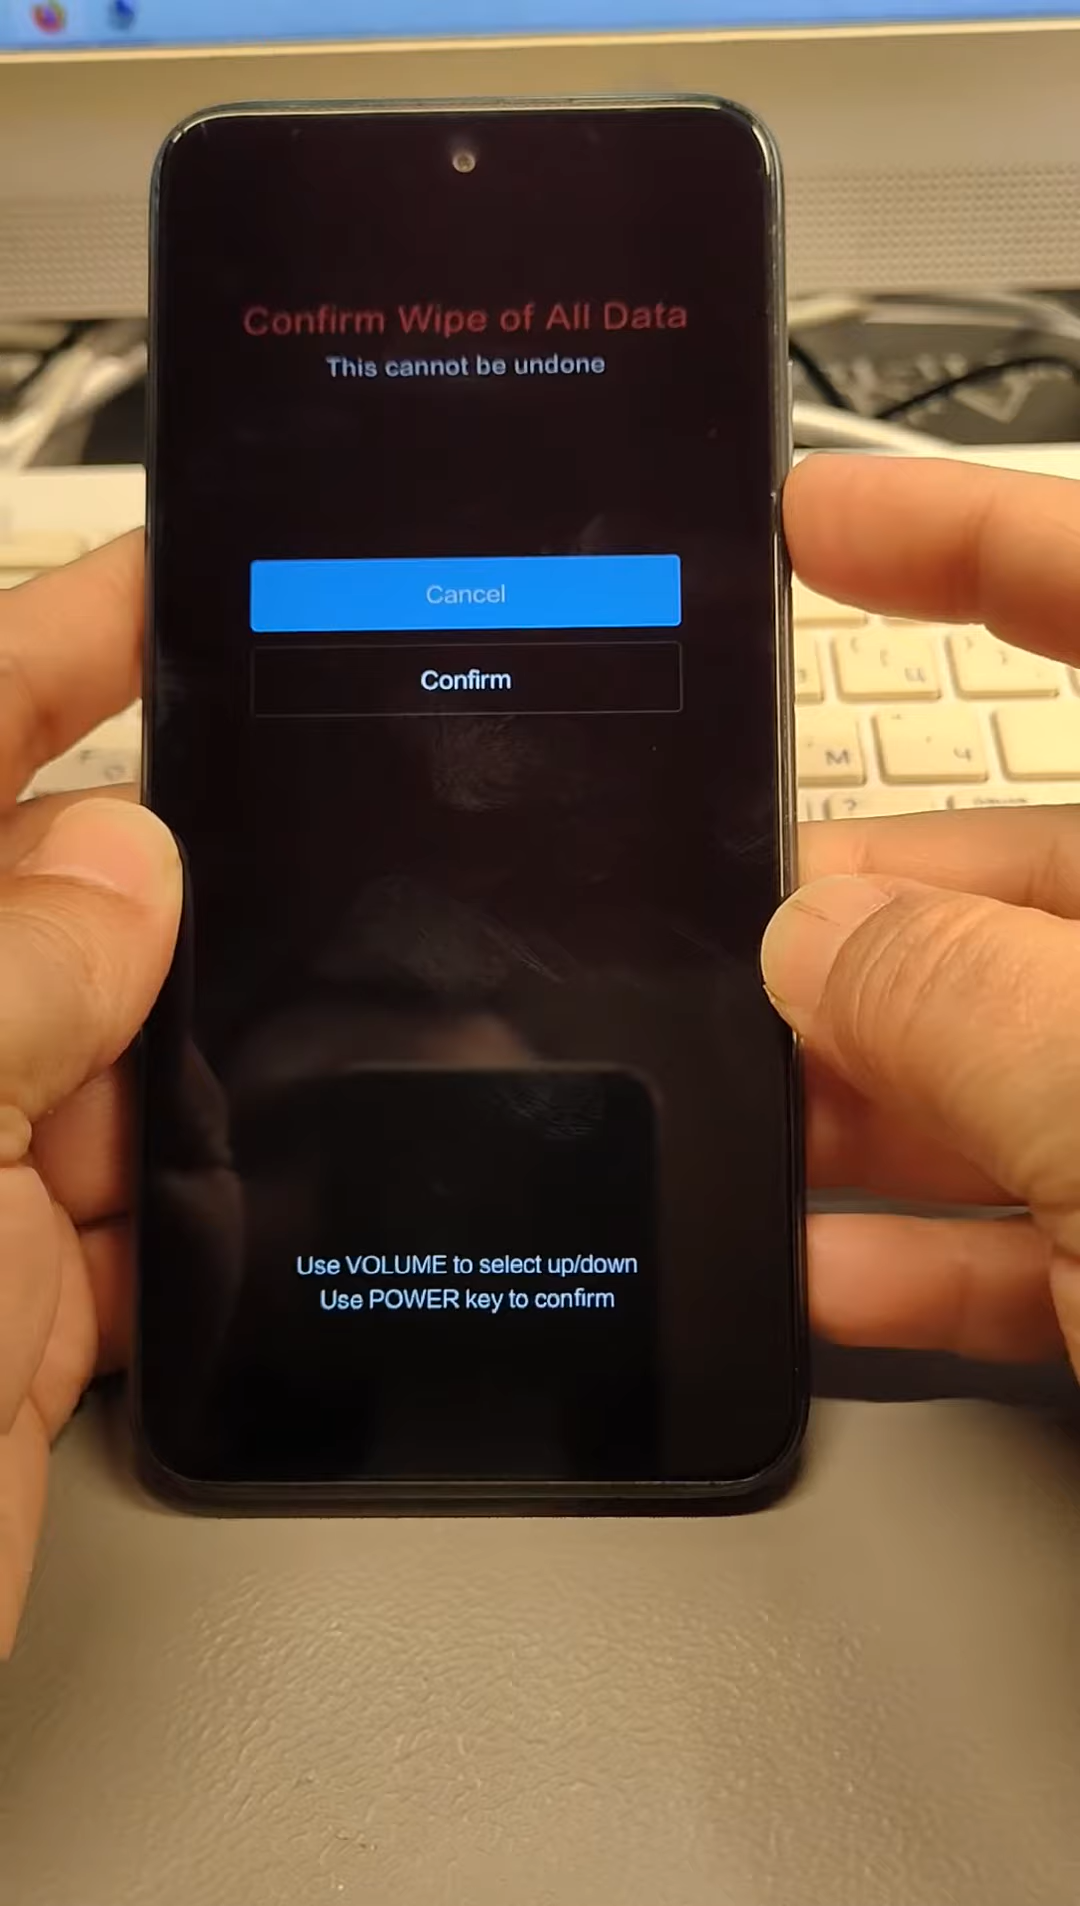 Confirm Wipe of All Data
This cannot be undone
Cancel
Confirm
Use VOLUME to select up/down
Use POWER key to confirm
ц
м
ч
?